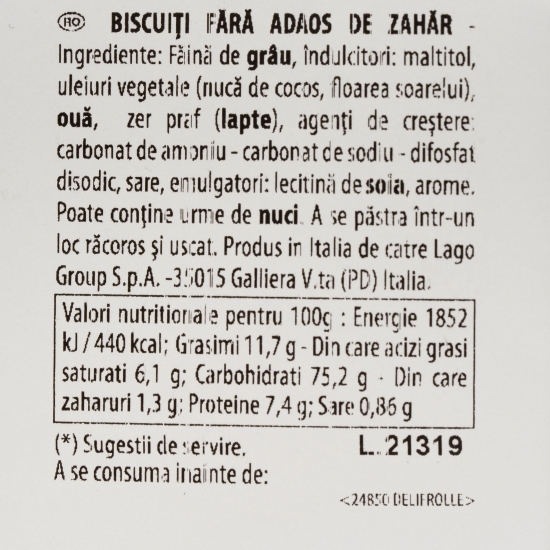 RO BISCUIȚI FĂRĂ ADAOS DE ZAHĂR -
Ingrediente: Făină de grâu, îndulcitori: maltitol,
uleiuri vegetale (nucă de cocos, floarea soarelui),
ouă, zer praf (lapte), agenți de creștere:
carbonat de amoniu - carbonat de sodiu - difosfat
disodic, sare, emulgatori: lecitină de soia, arome.
Poate conține urme de nuci. A se păstra într-un
loc răcoros și uscat. Produs in Italia de catre Lago
Group S.p.A. -35015 Galliera V.ta (PD) Italia.
Valori nutritionale pentru 100g : Energie 1852
kJ / 440 kcal; Grasimi 11,7 g - Din care acizi grasi
saturati 6,1 g; Carbohidrati 75,2 g - Din care
zaharuri 1,3 g; Proteine 7,4 g; Sare 0,86 g
(*) Sugestii de servire. L.21319
A se consuma inainte de:
<24850 DELIFROLLE>